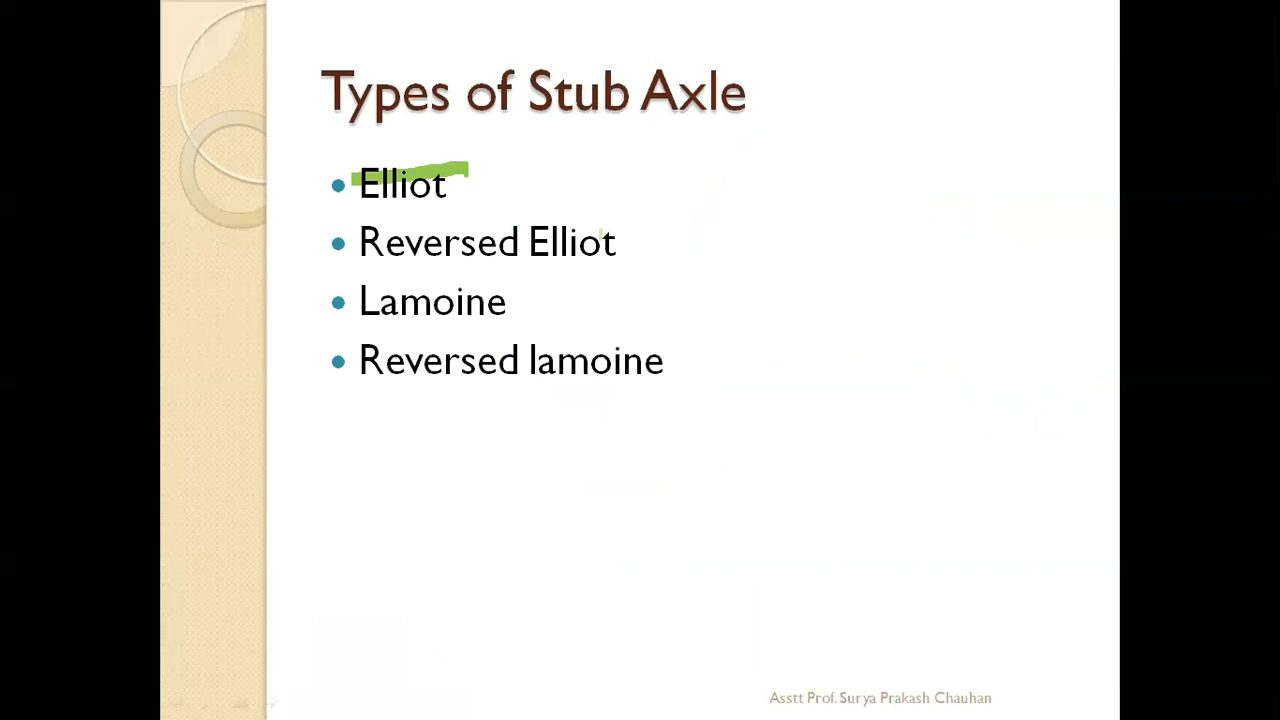 Types of Stub Axle
Elliot
Reversed Elliot
Lamoine
Reversed lamoine
Asstt Prof. Surya Prakash Chauhan